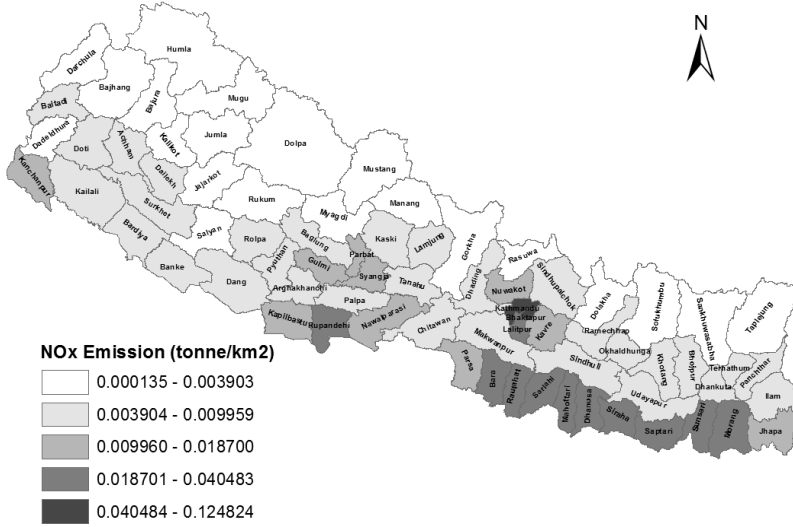 N
Humla
Darchula
Bajhang
Bajura
Mugu
Baitadi
Dadeldhura
Doti
Achham
Kalikot
Jumla
Dolpa
Kanchanpur
Kailali
Dailekh
Jajarkot
Mustang
Rukum
Surkhet
Bardiya
Salyan
Rolpa
Myagdi
Manang
Baglung
Parbat
Kaski
Lamjung
Gorkha
Banke
Dang
Pyuthan
Gulmi
Syangja
Tanahu
Dhading
Rasuwa
Nuwakot
Sindhupalchok
Arghakhanchi
Palpa
Kapilbastu
Rupandehi
Nawalparasi
Chitawan
Kathmandu
Bhaktapur
Lalitpur
Kavre
Dolakha
Ramechhap
Solukhumbu
Sankhuwasabha
Taplejung
Makwanpur
Sindhuli
Okhaldhunga
Khotang
Bhojpur
Terhathum
Panchthar
Dhankuta
Udayapur
Ilam
Parsa
Bara
Rautahat
Sarlahi
Mahottari
Dhanusa
Siraha
Saptari
Sunsari
Morang
Jhapa
NOx Emission (tonne/km2)
0.000135 - 0.003903
0.003904 - 0.009959
0.009960 - 0.018700
0.018701 - 0.040483
0.040484 - 0.124824